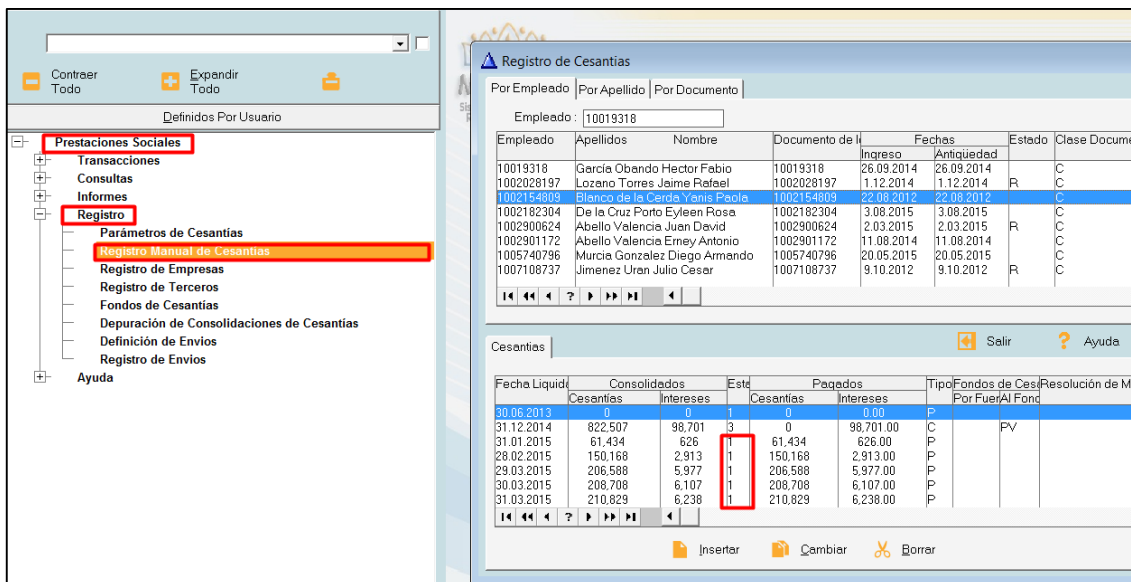 Contraer
Todo
Expandir
Todo
Definidos Por Usuario
Prestaciones Sociales
Transacciones
Consultas
Informes
Registro
Parámetros de Cesantías
Registro Manual de Cesantías
Registro de Empresas
Registro de Terceros
Fondos de Cesantías
Depuración de Consolidaciones de Cesantías
Definición de Envios
Registro de Envios
Ayuda
Registro de Cesantias
Por Empleado Por Apellido Por Documento
Empleado : 10019318
Empleado Apellidos Nombre Documento de Fechas Estado Clase Docume
Ingreso Antigüedad
10019318 García Obando Hector Fabio 10019318 26.09.2014 26.09.2014 C
1002028197 Lozano Torres Jaime Rafael 1002028197 1.12.2014 1.12.2014 R C
1002154809 Blanco de la Cerda Yanis Paola 1002154809 22.08.2012 22.08.2012 C
1002182304 De la Cruz Porto Eyleen Rosa 1002182304 3.08.2015 3.08.2015 C
1002900624 Abello Valencia Juan David 1002900624 2.03.2015 2.03.2015 R C
1002901172 Abello Valencia Erney Antonio 1002901172 11.08.2014 11.08.2014 C
1005740796 Murcia Gonzalez Diego Armando 1005740796 20.05.2015 20.05.2015 C
1007108737 Jimenez Uran Julio Cesar 1007108737 9.10.2012 9.10.2012 R C
?
Salir ? Ayuda
Cesantias
Fecha Liquid Consolidados Esta Pagados Tipo Fondos de Ces Resolución de M
Cesantías Intereses Cesantías Intereses Por Fuer Al Fond
30.06.2013 0 0 1 0 0.00 P
31.12.2014 822,507 98,701 3 0 98,701.00 C PV
31.01.2015 61,434 626 1 61,434 626.00 P
28.02.2015 150,168 2,913 1 150,168 2,913.00 P
29.03.2015 206,588 5,977 1 206,588 5,977.00 P
30.03.2015 208,708 6,107 1 208,708 6,107.00 P
31.03.2015 210,829 6,238 1 210,829 6,238.00 P
?
Insertar Cambiar Borrar